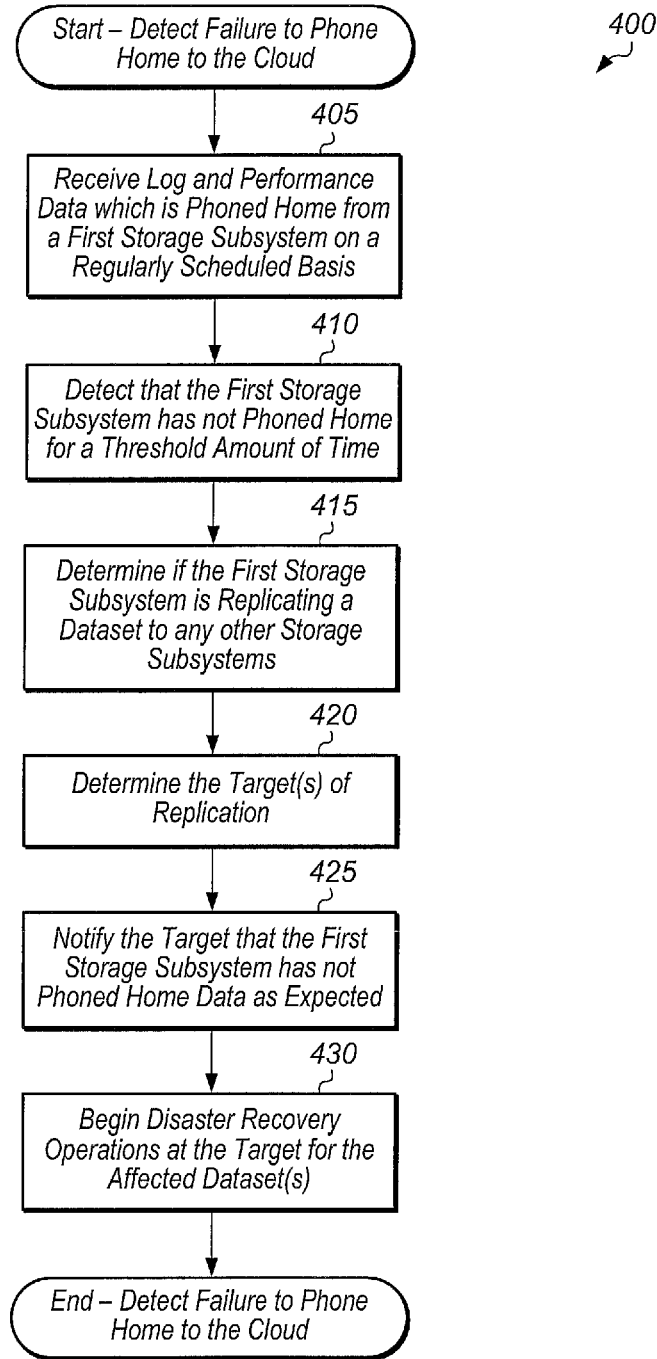 Start – Detect Failure to Phone
Home to the Cloud
400
405
Receive Log and Performance
Data which is Phoned Home from
a First Storage Subsystem on a
Regularly Scheduled Basis
410
Detect that the First Storage
Subsystem has not Phoned Home
for a Threshold Amount of Time
415
Determine if the First Storage
Subsystem is Replicating a
Dataset to any other Storage
Subsystems
420
Determine the Target(s) of
Replication
425
Notify the Target that the First
Storage Subsystem has not
Phoned Home Data as Expected
430
Begin Disaster Recovery
Operations at the Target for the
Affected Dataset(s)
End – Detect Failure to Phone
Home to the Cloud